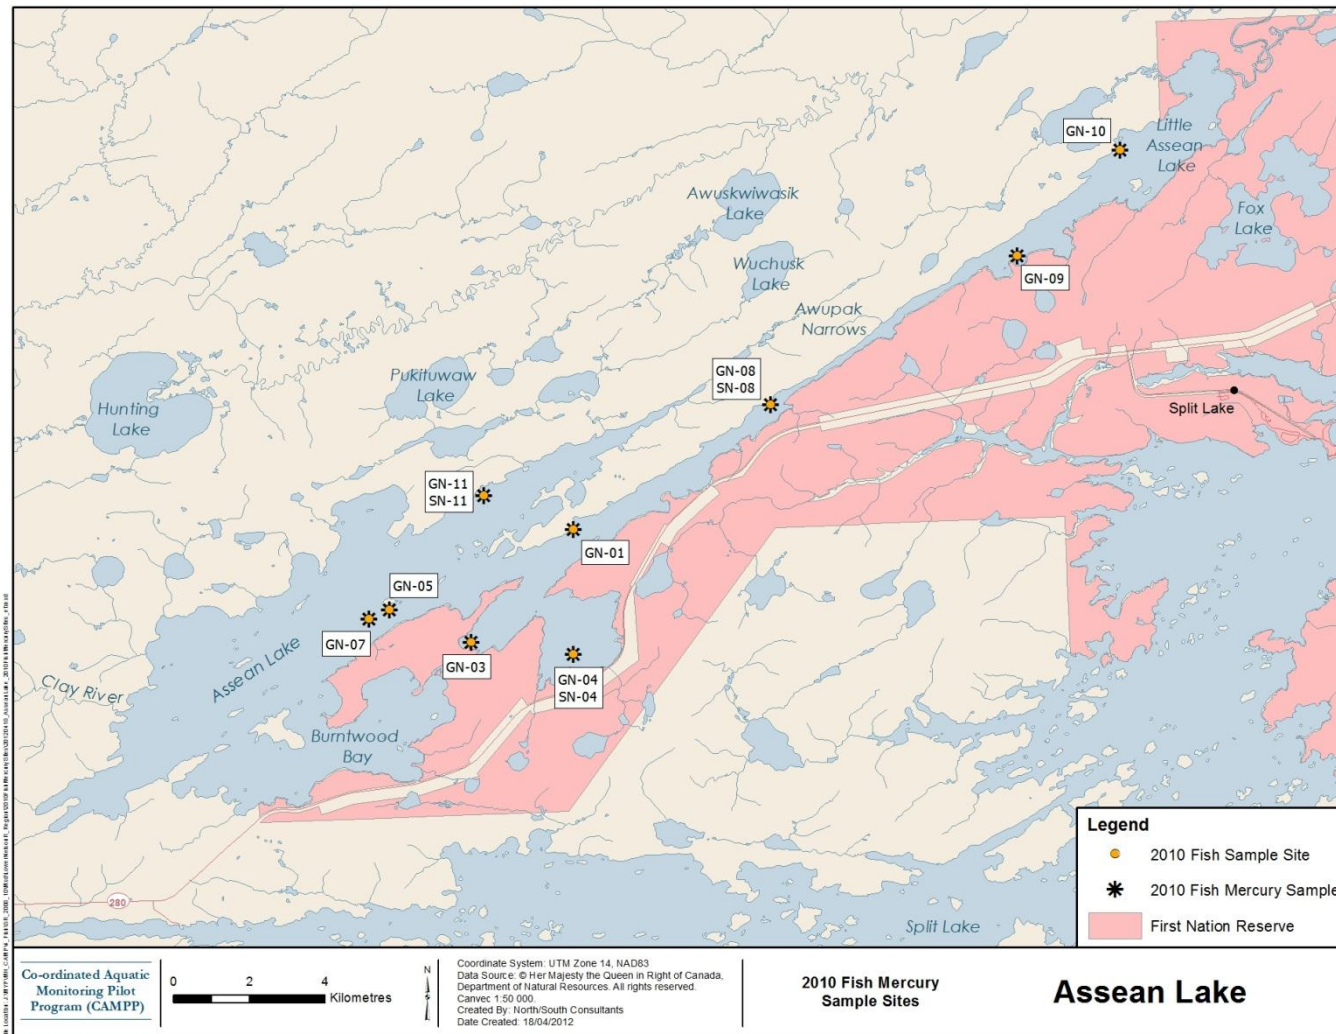 GN-10
Little
Assean
Lake
Awuskwiwasik
Lake
Fox
Lake
Wuchusk
Lake
GN-09
Awupak
Narrows
GN-08
SN-08
Pukituwaw
Lake
Hunting
Lake
Split Lake
GN-11
SN-11
GN-01
GN-05
GN-07
GN-03
Assean Lake
GN-04
SN-04
Clay River
Burntwood
Bay
280
Split Lake
Legend
2010 Fish Sample Site
2010 Fish Mercury Sample
First Nation Reserve
Co-ordinated Aquatic
Monitoring Pilot
Program (CAMPP)
0 2 4
Kilometres
N
Coordinate System: UTM Zone 14, NAD83
Data Source: © Her Majesty the Queen in Right of Canada,
Department of Natural Resources. All rights reserved.
Canvec 1:50 000.
Created By: North/South Consultants
Date Created: 18/04/2012
2010 Fish Mercury
Sample Sites
Assean Lake